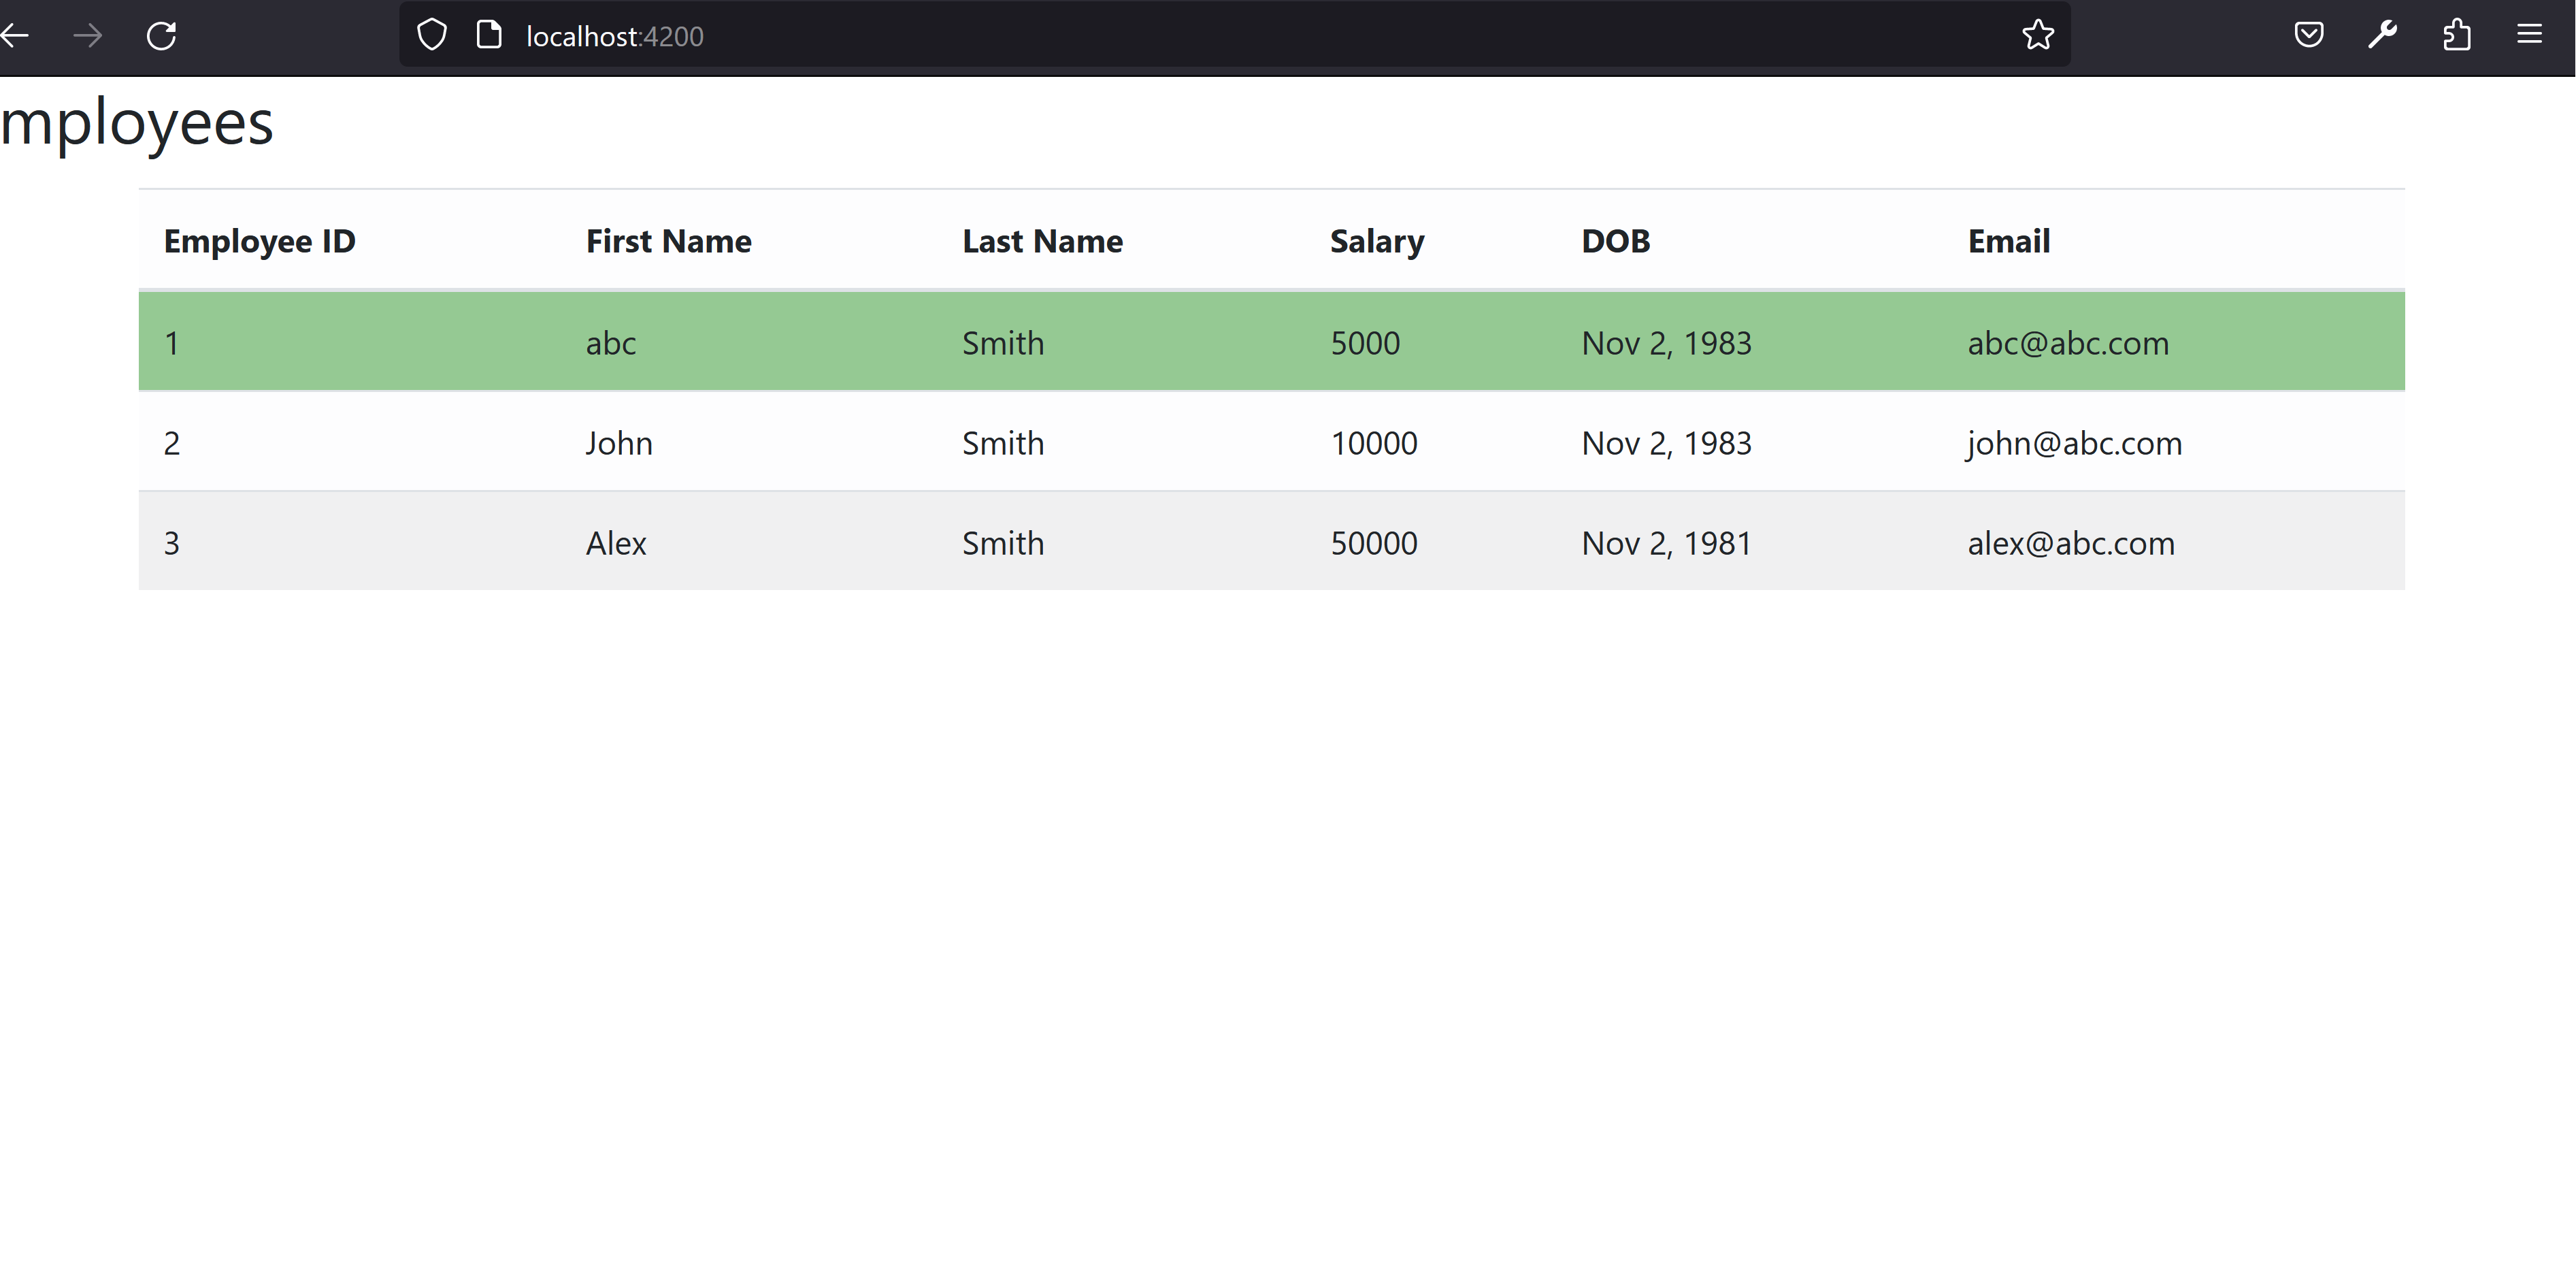 localhost:4200
mployees
Employee ID First Name Last Name Salary DOB Email
1 abc Smith 5000 Nov 2, 1983 abc@abc.com
2 John Smith 10000 Nov 2, 1983 john@abc.com
3 Alex Smith 50000 Nov 2, 1981 alex@abc.com